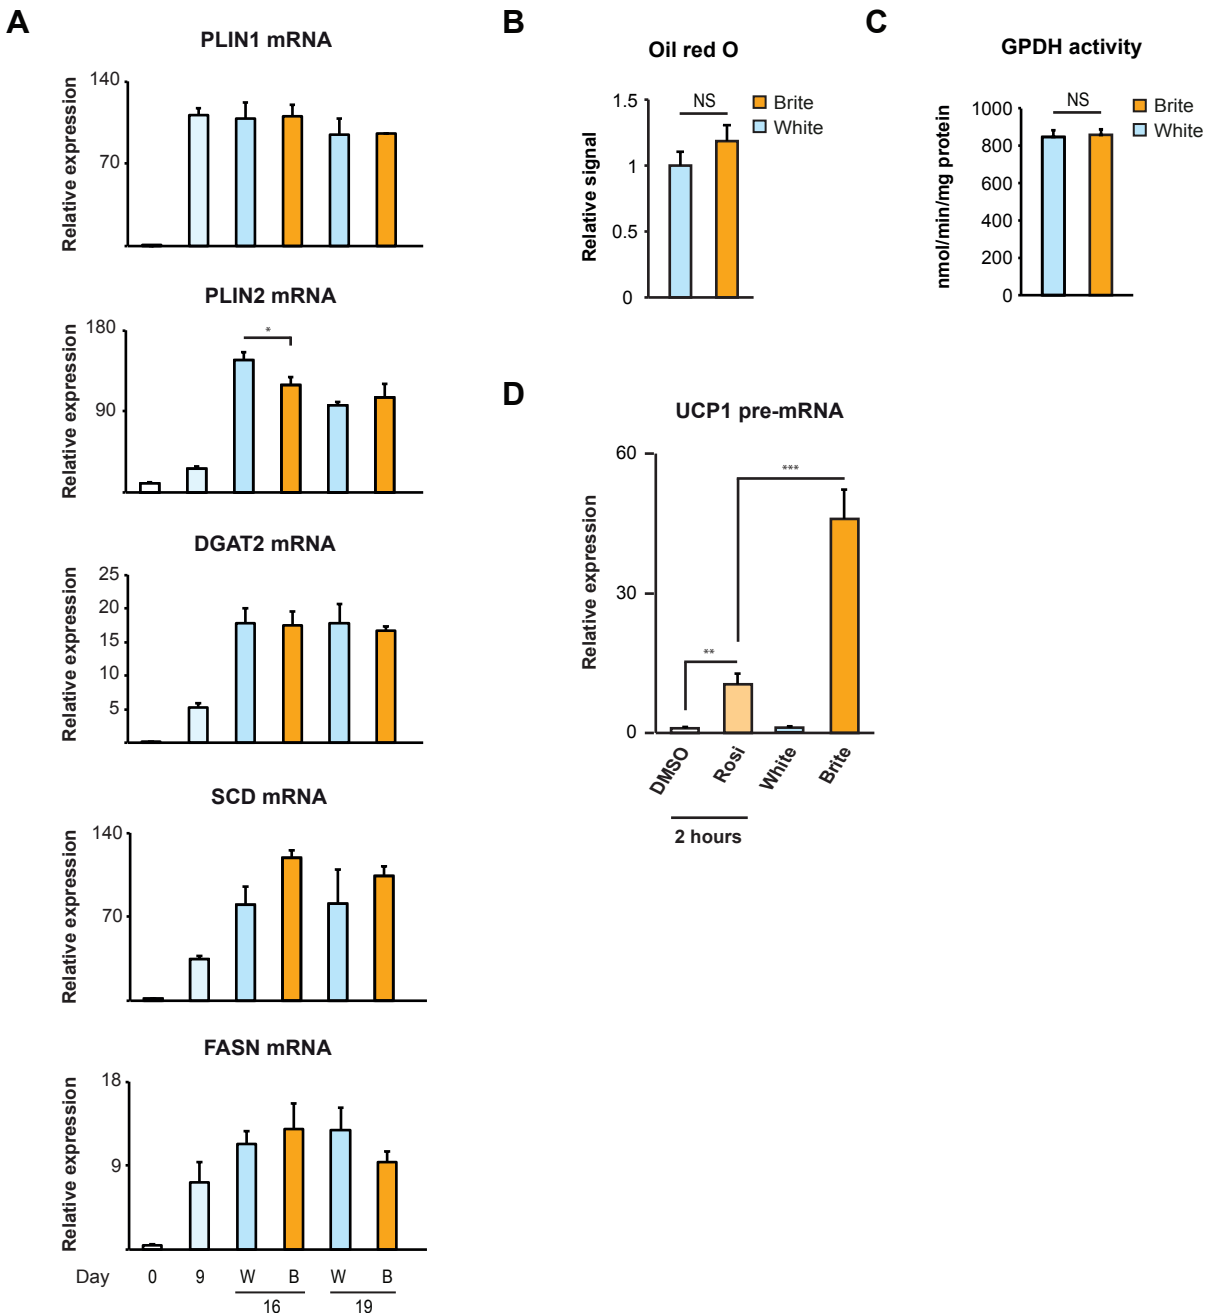 A
PLIN1 mRNA
Relative expression
140
70
PLIN2 mRNA
Relative expression
180
90
*
DGAT2 mRNA
Relative expression
25
20
15
10
5
SCD mRNA
Relative expression
140
70
FASN mRNA
Relative expression
18
9
Day 0 9 W B W B
16 19
B
Oil red O
Relative signal
1.5
1
0.5
0
NS
Brite
White
C
GPDH activity
nmol/min/mg protein
1000
800
600
400
200
0
NS
Brite
White
D
UCP1 pre-mRNA
Relative expression
60
30
0
**
***
DMSO Rosi White Brite
2 hours